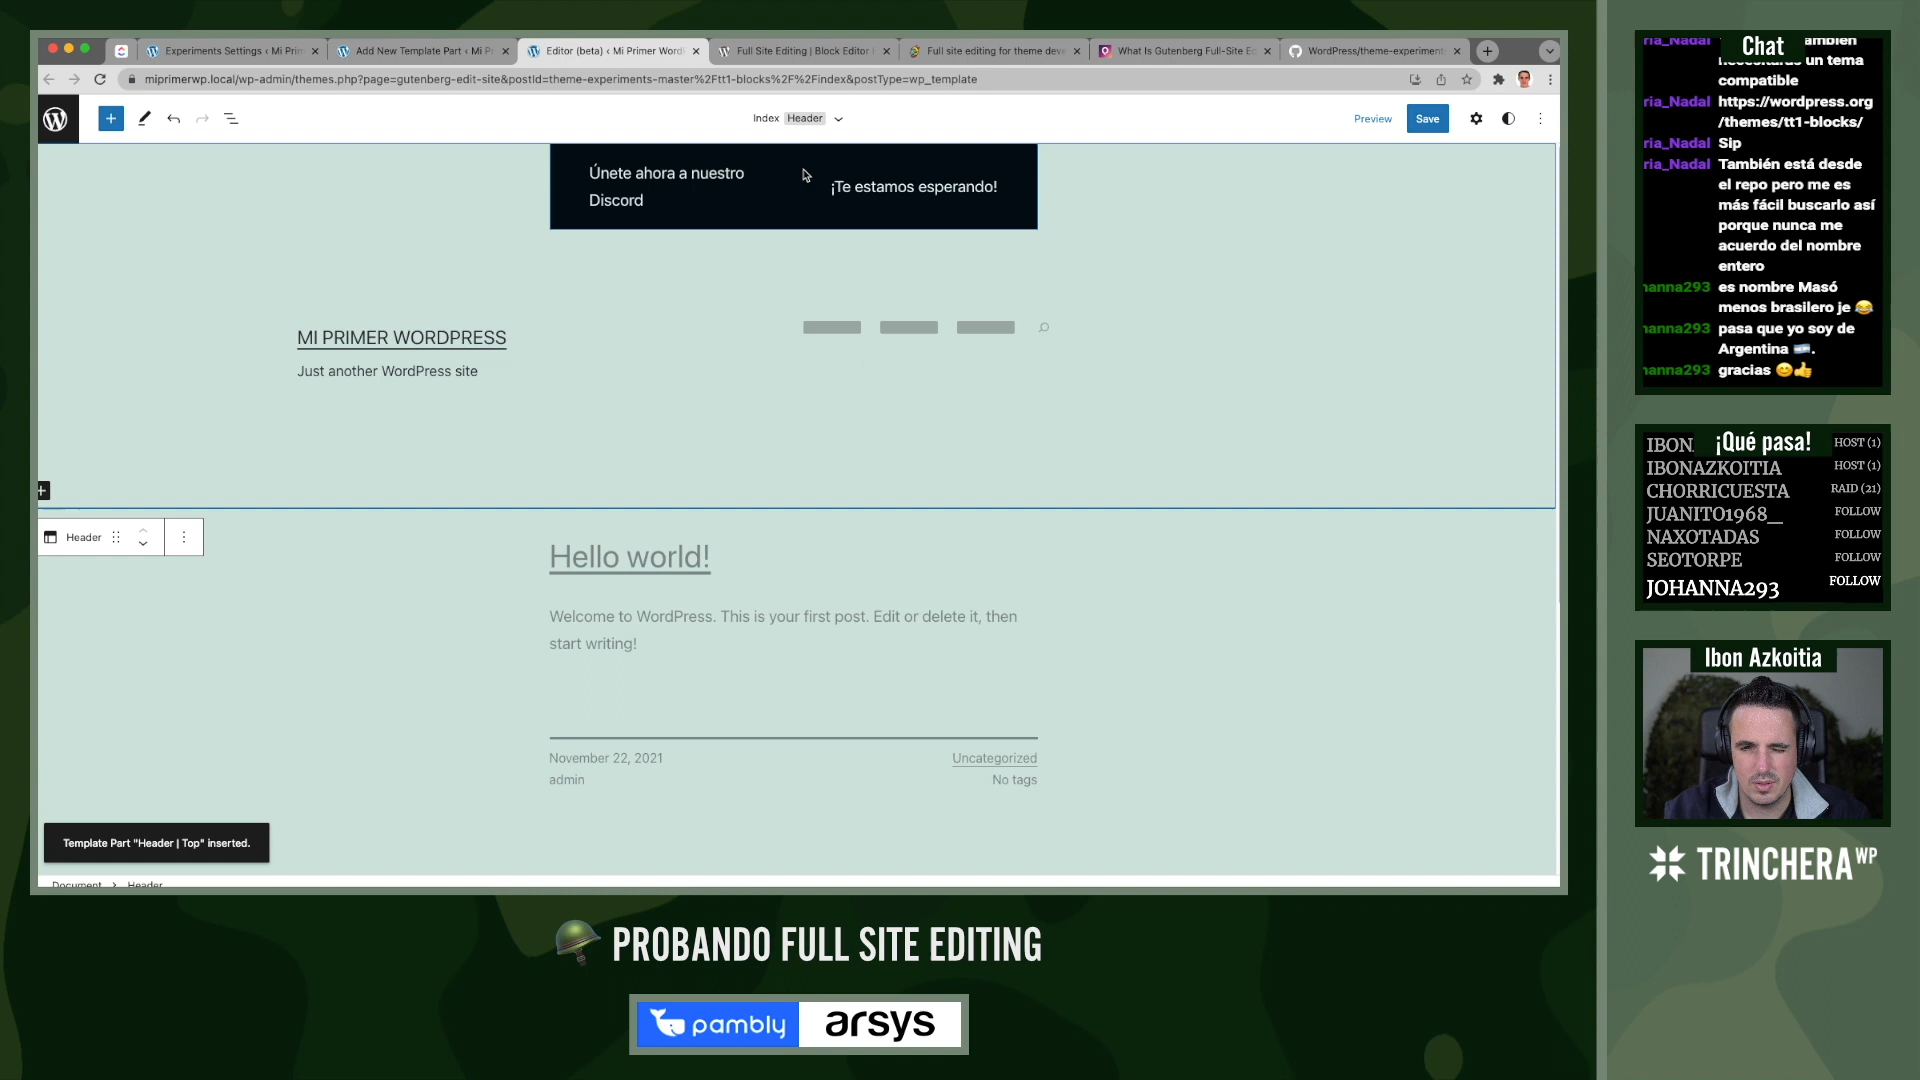 Experiments Settings ‹ Mi Prim
Add New Template Part ‹ Mi P
Editor (beta) ‹ Mi Primer Word
Full Site Editing | Block Editor
Full site editing for theme deve
What Is Gutenberg Full-Site Ed
WordPress/theme-experiment
miprimerwp.local/wp-admin/themes.php?page=gutenberg-edit-site&postId=theme-experiments-master%2Ftt1-blocks%2F%2Findex&postType=wp_template
Index Header
Preview
Save
Únete ahora a nuestro
Discord
¡Te estamos esperando!
MI PRIMER WORDPRESS
Just another WordPress site
Header
Hello world!
Welcome to WordPress. This is your first post. Edit or delete it, then
start writing!
November 22, 2021
Uncategorized
admin
No tags
Template Part "Header | Top" inserted.
Document > Header
Chat
ria_Nadal
necesitarás un tema
compatible
ria_Nadal https://wordpress.org
/themes/tt1-blocks/
ria_Nadal Sip
ria_Nadal También está desde
el repo pero me es
más fácil buscarlo así
porque nunca me
acuerdo del nombre
entero
hanna293 es nombre Masó
menos brasilero je 😂
hanna293 pasa que yo soy de
Argentina 🇦🇷.
hanna293 gracias 😊👍
¡Qué pasa!
IBON HOST (1)
IBONAZKOITIA HOST (1)
CHORRICUESTA RAID (21)
JUANITO1968_ FOLLOW
NAXOTADAS FOLLOW
SEOTORPE FOLLOW
JOHANNA293 FOLLOW
Ibon Azkoitia
TRINCHERA WP
PROBANDO FULL SITE EDITING
pambly
arsys